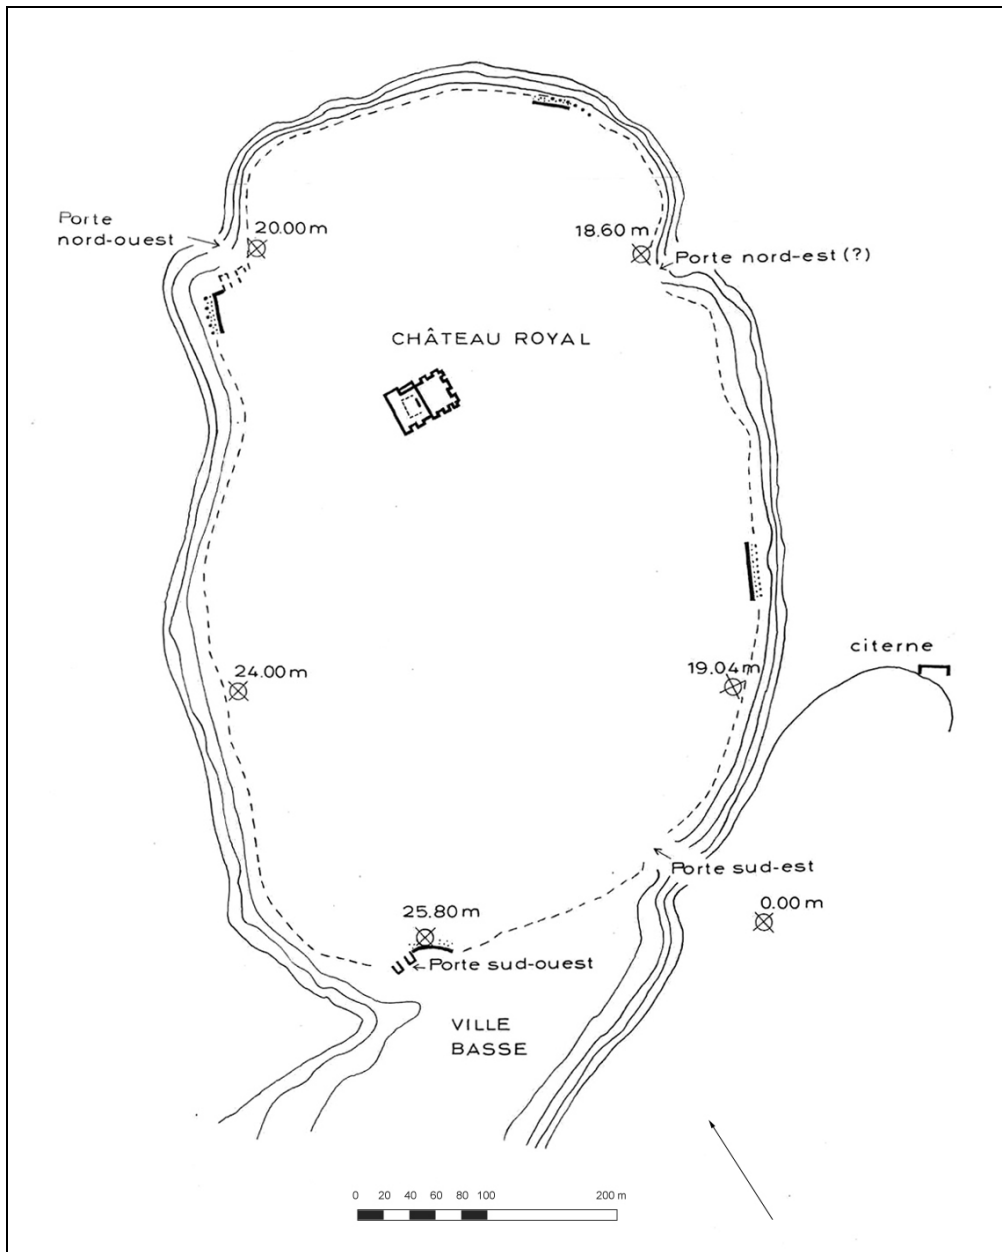 Porte
nord-ouest
20.00 m
18.60 m
Porte nord-est (?)
CHÂTEAU ROYAL
citerne
24.00 m
19.04 m
Porte sud-est
25.80 m
0.00 m
Porte sud-ouest
VILLE
BASSE
0 20 40 60 80 100 200 m